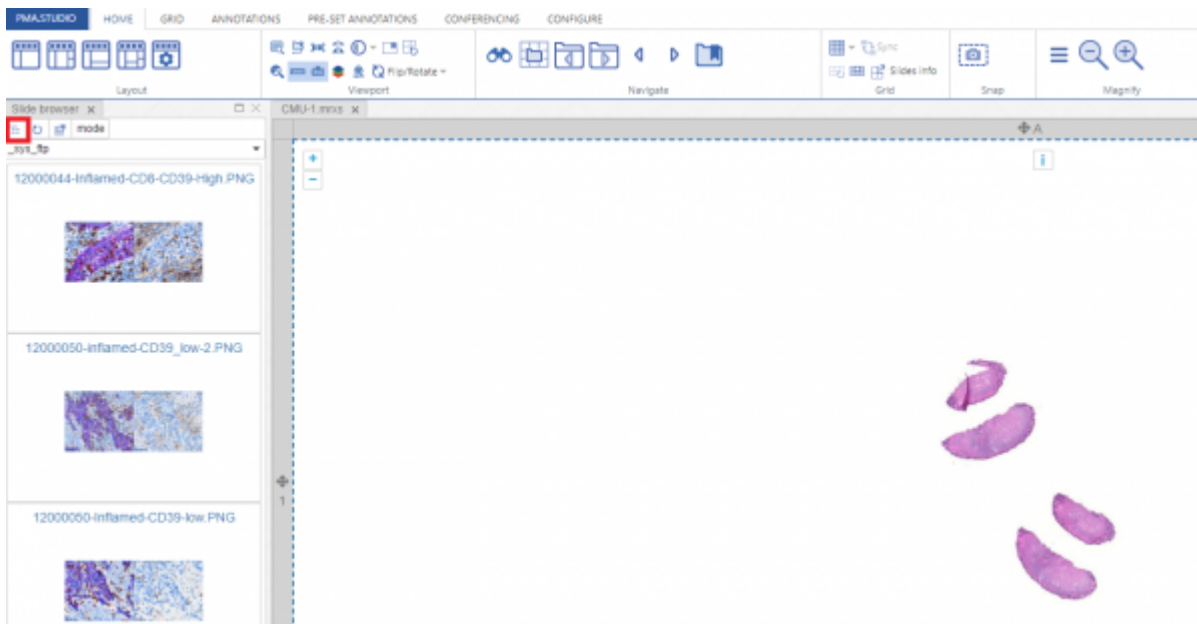 PMA.STUDIO HOME GRID ANNOTATIONS PRE-SET ANNOTATIONS CONFERENCING CONFIGURE
Flip/Rotate
Sync
Slides info
Layout Viewport Navigate Grid Snap Magnify
Slide browser x CMU-1.mrxs x
mode
A
_sys_ftp
+
i
−
12000044-Inflamed-CD8-CD39-High.PNG
12000050-inflamed-CD39_low-2.PNG
1
12000050-Inflamed-CD39-low.PNG